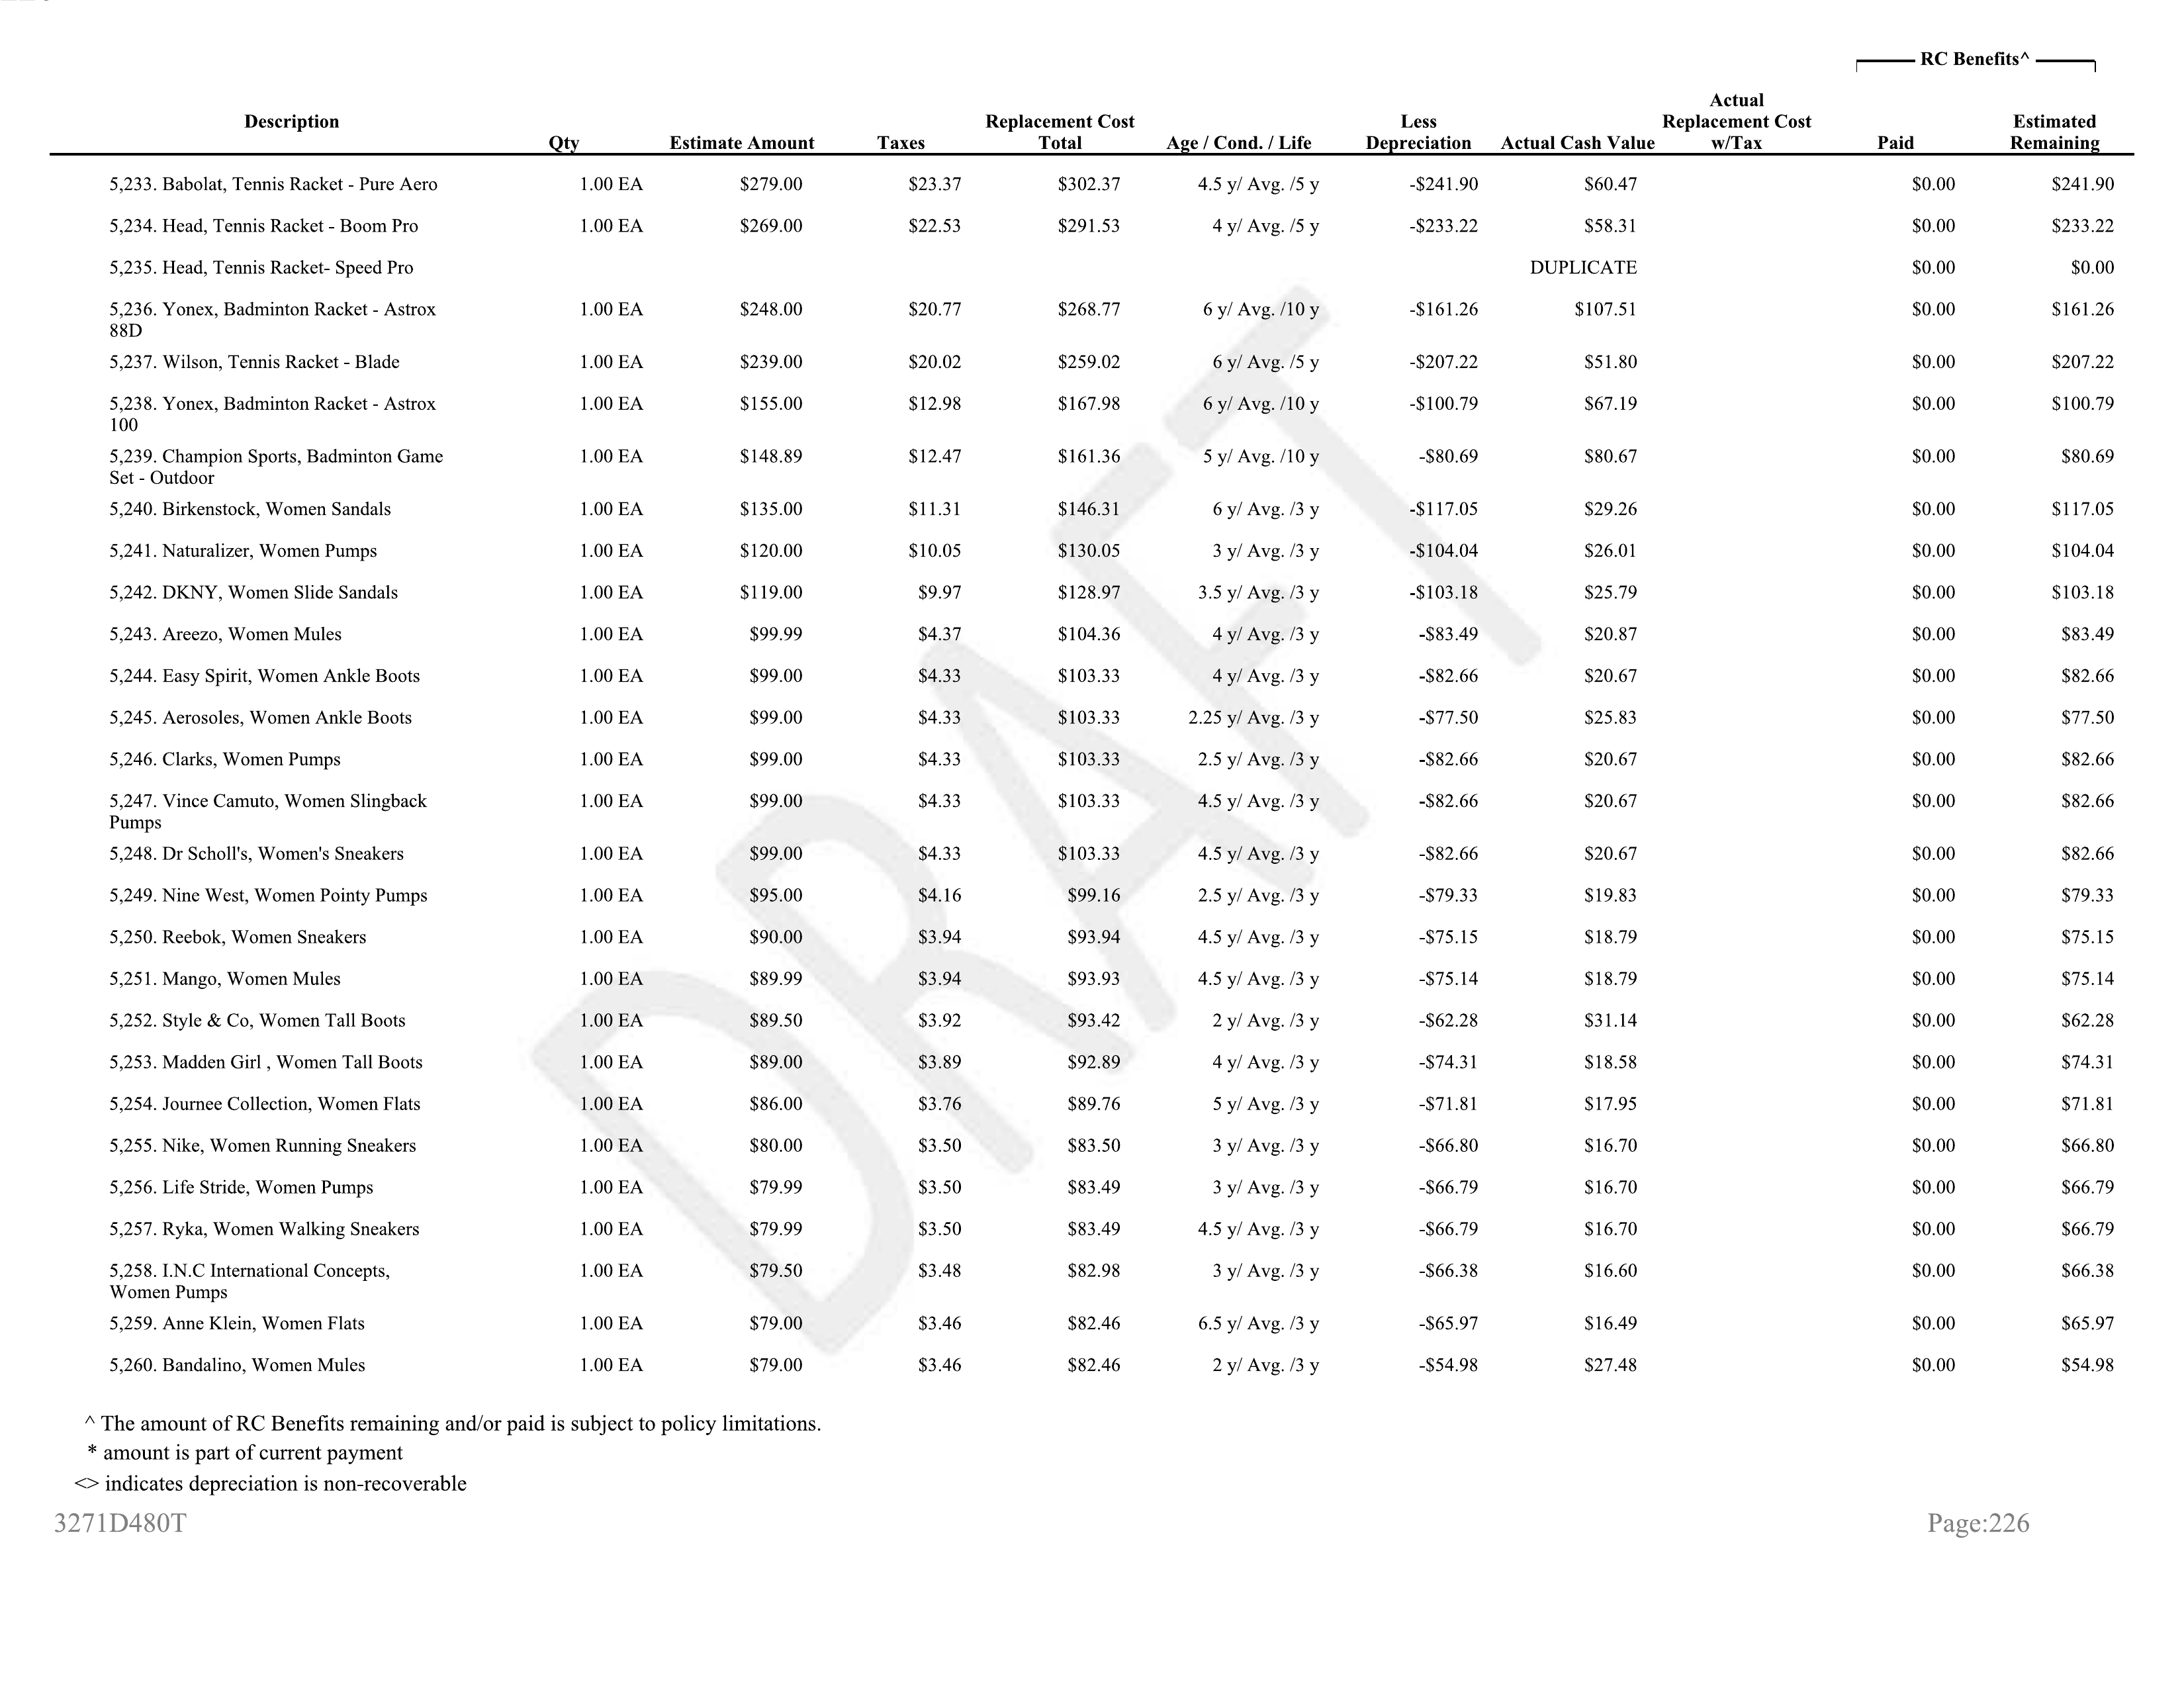 RC Benefits^
Description Qty Estimate Amount Taxes Replacement Cost Total Age / Cond. / Life Less Depreciation Actual Cash Value Actual Replacement Cost w/Tax Paid Estimated Remaining
5,233. Babolat, Tennis Racket - Pure Aero 1.00 EA $279.00 $23.37 $302.37 4.5 y/ Avg. /5 y -$241.90 $60.47 $0.00 $241.90
5,234. Head, Tennis Racket - Boom Pro 1.00 EA $269.00 $22.53 $291.53 4 y/ Avg. /5 y -$233.22 $58.31 $0.00 $233.22
5,235. Head, Tennis Racket- Speed Pro DUPLICATE $0.00 $0.00
5,236. Yonex, Badminton Racket - Astrox 1.00 EA $248.00 $20.77 $268.77 6 y/ Avg. /10 y -$161.26 $107.51 $0.00 $161.26
88D
5,237. Wilson, Tennis Racket - Blade 1.00 EA $239.00 $20.02 $259.02 6 y/ Avg. /5 y -$207.22 $51.80 $0.00 $207.22
5,238. Yonex, Badminton Racket - Astrox 1.00 EA $155.00 $12.98 $167.98 6 y/ Avg. /10 y -$100.79 $67.19 $0.00 $100.79
100
5,239. Champion Sports, Badminton Game 1.00 EA $148.89 $12.47 $161.36 5 y/ Avg. /10 y -$80.69 $80.67 $0.00 $80.69
Set - Outdoor
5,240. Birkenstock, Women Sandals 1.00 EA $135.00 $11.31 $146.31 6 y/ Avg. /3 y -$117.05 $29.26 $0.00 $117.05
5,241. Naturalizer, Women Pumps 1.00 EA $120.00 $10.05 $130.05 3 y/ Avg. /3 y -$104.04 $26.01 $0.00 $104.04
5,242. DKNY, Women Slide Sandals 1.00 EA $119.00 $9.97 $128.97 3.5 y/ Avg. /3 y -$103.18 $25.79 $0.00 $103.18
5,243. Areezo, Women Mules 1.00 EA $99.99 $4.37 $104.36 4 y/ Avg. /3 y -$83.49 $20.87 $0.00 $83.49
5,244. Easy Spirit, Women Ankle Boots 1.00 EA $99.00 $4.33 $103.33 4 y/ Avg. /3 y -$82.66 $20.67 $0.00 $82.66
5,245. Aerosoles, Women Ankle Boots 1.00 EA $99.00 $4.33 $103.33 2.25 y/ Avg. /3 y -$77.50 $25.83 $0.00 $77.50
5,246. Clarks, Women Pumps 1.00 EA $99.00 $4.33 $103.33 2.5 y/ Avg. /3 y -$82.66 $20.67 $0.00 $82.66
5,247. Vince Camuto, Women Slingback 1.00 EA $99.00 $4.33 $103.33 4.5 y/ Avg. /3 y -$82.66 $20.67 $0.00 $82.66
Pumps
5,248. Dr Scholl's, Women's Sneakers 1.00 EA $99.00 $4.33 $103.33 4.5 y/ Avg. /3 y -$82.66 $20.67 $0.00 $82.66
5,249. Nine West, Women Pointy Pumps 1.00 EA $95.00 $4.16 $99.16 2.5 y/ Avg. /3 y -$79.33 $19.83 $0.00 $79.33
5,250. Reebok, Women Sneakers 1.00 EA $90.00 $3.94 $93.94 4.5 y/ Avg. /3 y -$75.15 $18.79 $0.00 $75.15
5,251. Mango, Women Mules 1.00 EA $89.99 $3.94 $93.93 4.5 y/ Avg. /3 y -$75.14 $18.79 $0.00 $75.14
5,252. Style & Co, Women Tall Boots 1.00 EA $89.50 $3.92 $93.42 2 y/ Avg. /3 y -$62.28 $31.14 $0.00 $62.28
5,253. Madden Girl , Women Tall Boots 1.00 EA $89.00 $3.89 $92.89 4 y/ Avg. /3 y -$74.31 $18.58 $0.00 $74.31
5,254. Journee Collection, Women Flats 1.00 EA $86.00 $3.76 $89.76 5 y/ Avg. /3 y -$71.81 $17.95 $0.00 $71.81
5,255. Nike, Women Running Sneakers 1.00 EA $80.00 $3.50 $83.50 3 y/ Avg. /3 y -$66.80 $16.70 $0.00 $66.80
5,256. Life Stride, Women Pumps 1.00 EA $79.99 $3.50 $83.49 3 y/ Avg. /3 y -$66.79 $16.70 $0.00 $66.79
5,257. Ryka, Women Walking Sneakers 1.00 EA $79.99 $3.50 $83.49 4.5 y/ Avg. /3 y -$66.79 $16.70 $0.00 $66.79
5,258. I.N.C International Concepts, 1.00 EA $79.50 $3.48 $82.98 3 y/ Avg. /3 y -$66.38 $16.60 $0.00 $66.38
Women Pumps
5,259. Anne Klein, Women Flats 1.00 EA $79.00 $3.46 $82.46 6.5 y/ Avg. /3 y -$65.97 $16.49 $0.00 $65.97
5,260. Bandalino, Women Mules 1.00 EA $79.00 $3.46 $82.46 2 y/ Avg. /3 y -$54.98 $27.48 $0.00 $54.98
DRAFT
^ The amount of RC Benefits remaining and/or paid is subject to policy limitations.
* amount is part of current payment
<> indicates depreciation is non-recoverable
3271D480T Page:226